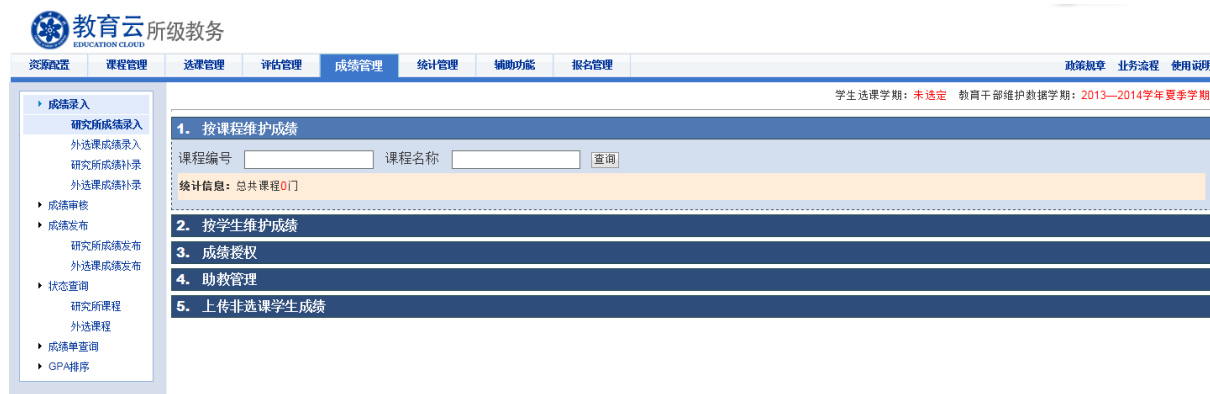 教育云所级教务
EDUCATION CLOUD
资源配置 课程管理 选课管理 评估管理 成绩管理 统计管理 辅助功能 报名管理 政策规章 业务流程 使用说明
学生选课学期：未选定 教育干部维护数据学期：2013—2014学年夏季学期
成绩录入
研究所成绩录入
外选课成绩录入
研究所成绩补录
外选课成绩补录
成绩审核
成绩发布
研究所成绩发布
外选课成绩发布
状态查询
研究所课程
外选课程
成绩单查询
GPA排序
1. 按课程维护成绩
课程编号 课程名称 查询
统计信息：总共课程0门
2. 按学生维护成绩
3. 成绩授权
4. 助教管理
5. 上传非选课学生成绩